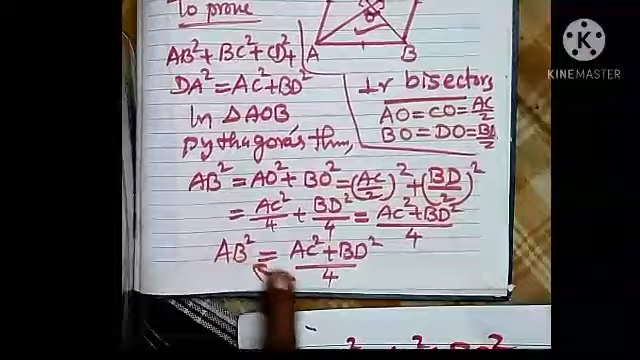 To prove
AB²+BC²+CD²+
DA²=AC²+BD²
In △AOB
pythagora's thm,
A
B
⊥r bisectors
AO=CO=AC/2
BO=DO=BD/2
AB²=AO²+BO²=(AC/2)²+(BD/2)²
=AC²/4+BD²/4=AC²+BD²/4
AB²=AC²+BD²/4
KINEMASTER